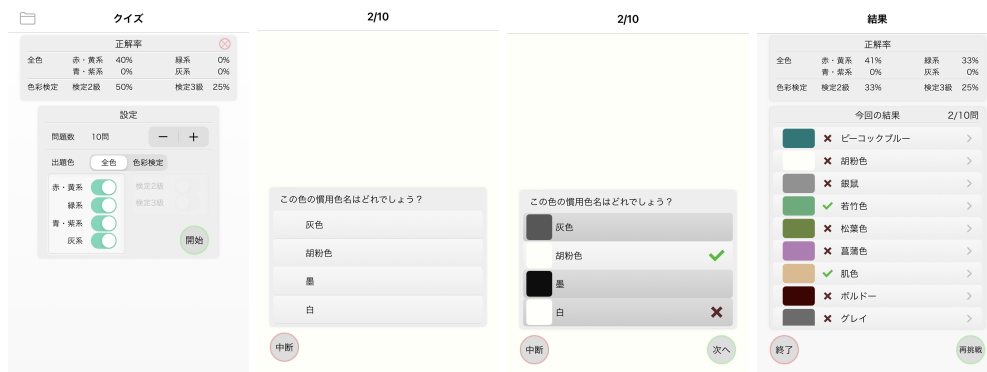 クイズ
正解率
全色 赤・黄系 40% 緑系 0%
青・紫系 0% 灰系 0%
色彩検定 検定2級 50% 検定3級 25%
設定
問題数 10問 − +
出題色 全色 色彩検定
赤・黄系 検定2級
緑系 検定3級
青・紫系
灰系
開始
2/10
この色の慣用色名はどれでしょう？
灰色
胡粉色
墨
白
中断
2/10
この色の慣用色名はどれでしょう？
灰色
胡粉色
墨
白
中断 次へ
結果
正解率
全色 赤・黄系 41% 緑系 33%
青・紫系 0% 灰系 0%
色彩検定 検定2級 33% 検定3級 25%
今回の結果 2/10問
ピーコックブルー
胡粉色
銀鼠
若竹色
松葉色
菖蒲色
肌色
ボルドー
グレイ
終了 再挑戦